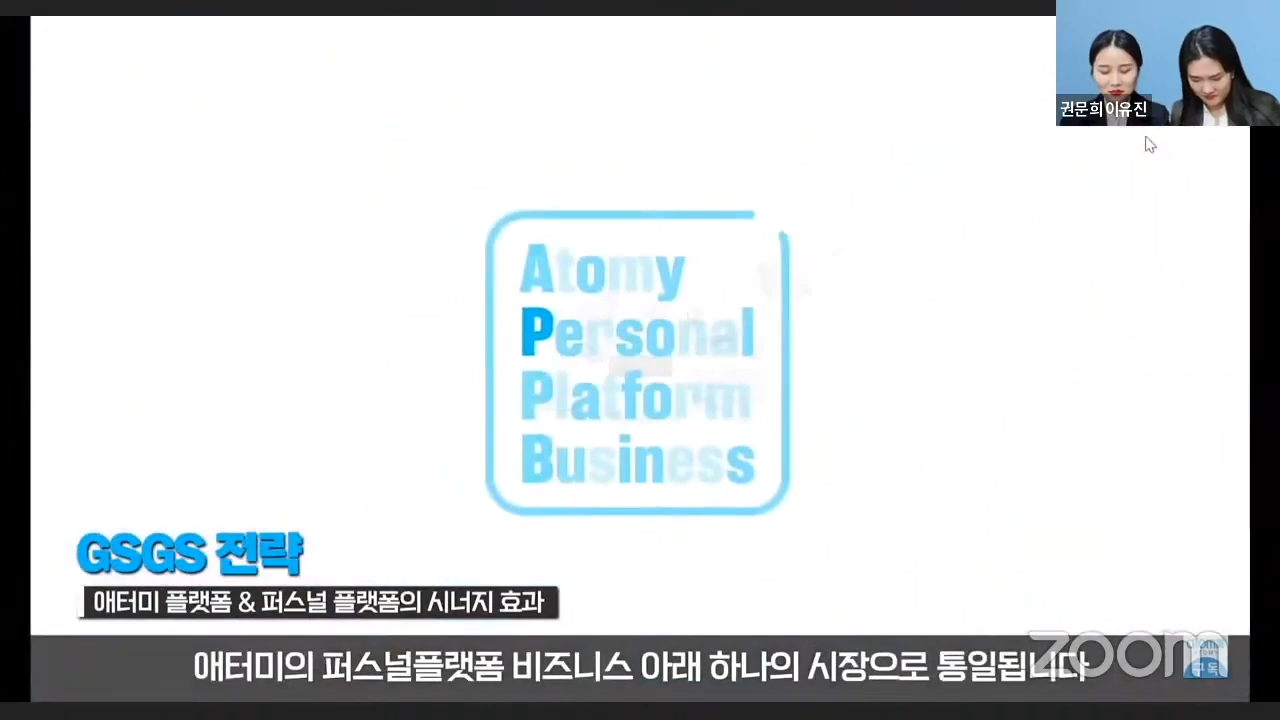 권문희 이유진
Atomy
Personal
Platform
Business
GSGS 전략
애터미 플랫폼 & 퍼스널 플랫폼의 시너지 효과
애터미의 퍼스널플랫폼 비즈니스 아래 하나의 시장으로 통일됩니다
zoom
구독